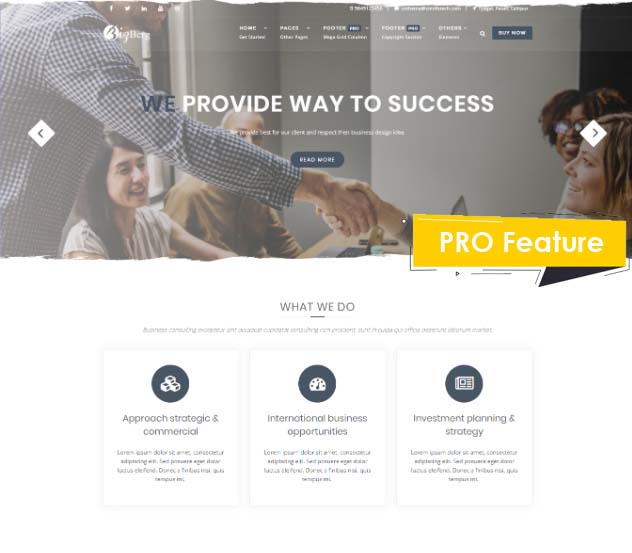 BigBerg
HOME
PAGES
FOOTER PRO
FOOTER PRO
OTHERS
Get Started
Other Pages
Mega Grid Column
Copyright Section
Elements
BUY NOW
WE PROVIDE WAY TO SUCCESS
We provide best for our client and respect their business design idea.
READ MORE
PRO Feature
WHAT WE DO
Business consulting excepteur sint occaecat cupidatat consulting non proident, sunt in culpa qui officia deserunt laborum market.
Approach strategic &
commercial
Lorem ipsum dolor sit amet, consectetur
adipiscing elit. Sed posuere eget dolor
luctus eleifend. Donec a finibus nisi, quis
tempus mi.
International business
opportunities
Lorem ipsum dolor sit amet, consectetur
adipiscing elit. Sed posuere eget dolor
luctus eleifend. Donec a finibus nisi, quis
tempus mi.
Investment planning &
strategy
Lorem ipsum dolor sit amet, consectetur
adipiscing elit. Sed posuere eget dolor
luctus eleifend. Donec a finibus nisi, quis
tempus mi.